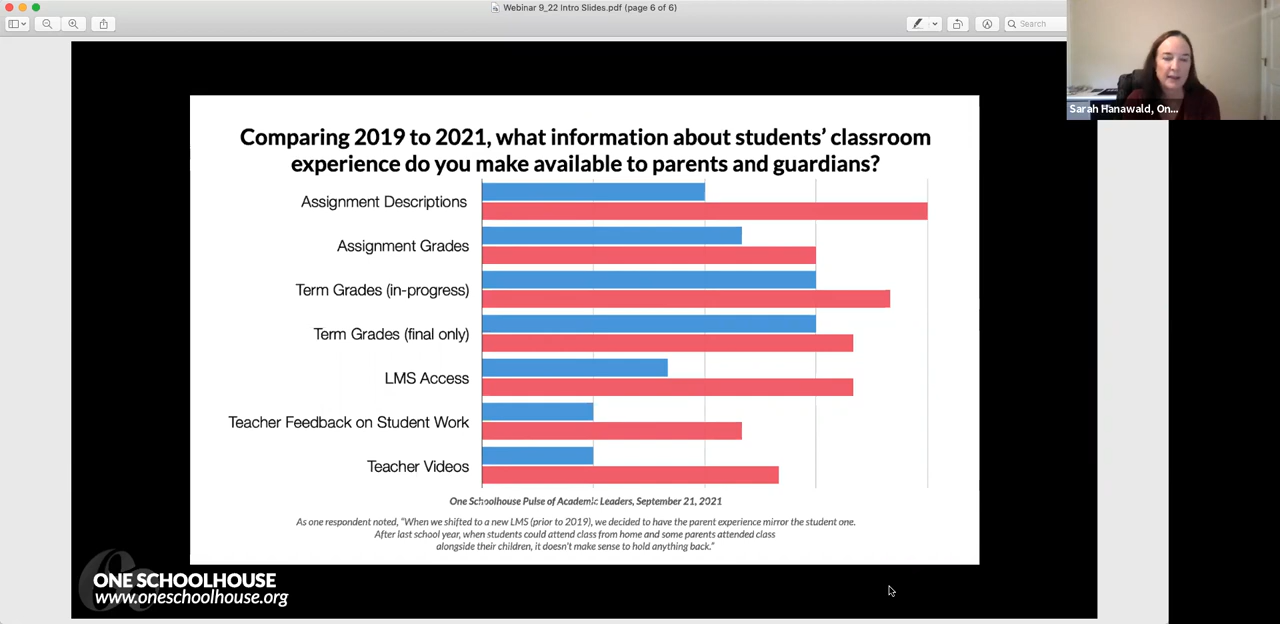 Webinar 9_22 Intro Slides.pdf (page 6 of 6)
Search
Sarah Hanawald, On...
Comparing 2019 to 2021, what information about students’ classroom
experience do you make available to parents and guardians?
Assignment Descriptions
Assignment Grades
Term Grades (in-progress)
Term Grades (final only)
LMS Access
Teacher Feedback on Student Work
Teacher Videos
One Schoolhouse Pulse of Academic Leaders, September 21, 2021
As one respondent noted, “When we shifted to a new LMS (prior to 2019), we decided to have the parent experience mirror the student one.
After last school year, when students could attend class from home and some parents attended class
alongside their children, it doesn’t make sense to hold anything back.”
ONE SCHOOLHOUSE
www.oneschoolhouse.org